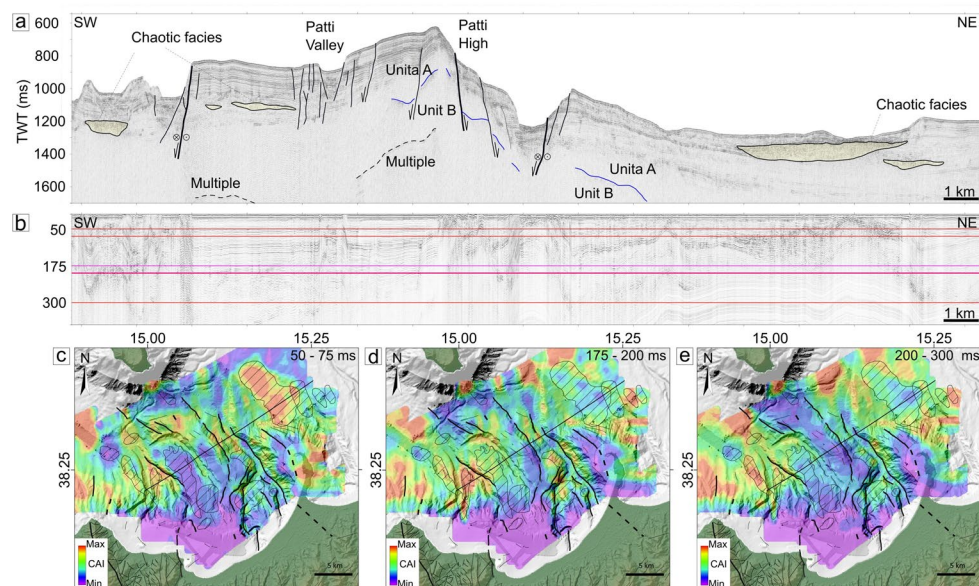 a SW NE
Chaotic facies
Patti
Valley
Patti
High
Unita A
Unit B
Multiple
Multiple
Chaotic facies
Unita A
Unit B
TWT (ms)
600
800
1000
1200
1400
1600
1 km
b SW NE
50
175
300
1 km
15.00 15.25 15.00 15.25 15.00 15.25
c N 50 - 75 ms
d N 175 - 200 ms
e N 200 - 300 ms
38.25 38.25
Max
CAI
Min
5 km
Max
CAI
Min
5 km
Max
CAI
Min
5 km